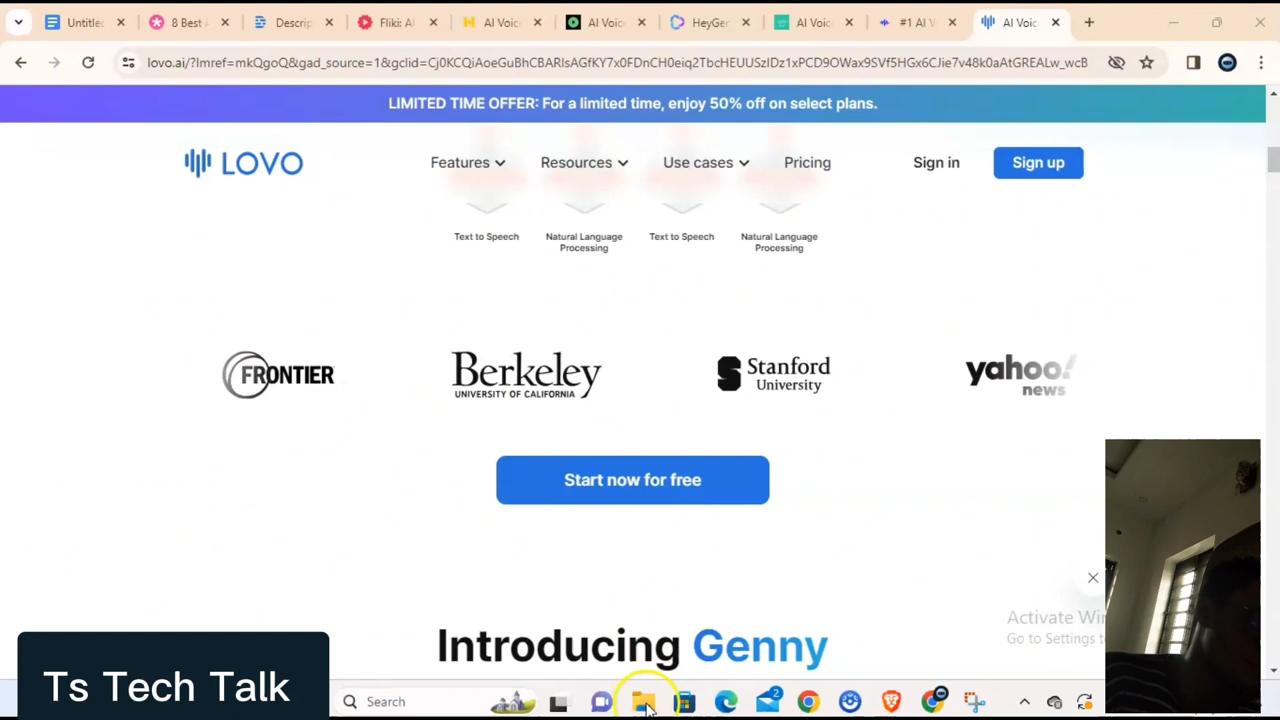 Untitled
8 Best
Descrip
Fliki: AI
AI Voic
AI Voic
HeyGen
AI Voic
#1 AI V
AI Voic
lovo.ai/?lmref=mkQgoQ&gad_source=1&gclid=Cj0KCQiAoeGuBhCBARIsAGfKY7x0FDnCH0eiq2TbcHEUUSzIDz1xPCD9OWax9SVf5HGx6CJie7v48k0aAtGREALw_wcB
LIMITED TIME OFFER: For a limited time, enjoy 50% off on select plans.
LOVO
Features
Resources
Use cases
Pricing
Sign in
Sign up
Text to Speech
Natural Language
Processing
Text to Speech
Natural Language
Processing
FRONTIER
Berkeley
UNIVERSITY OF CALIFORNIA
Stanford
University
yahoo!
news
Start now for free
Introducing Genny
Activate Wi
Go to Settings t
Ts Tech Talk
Search
2